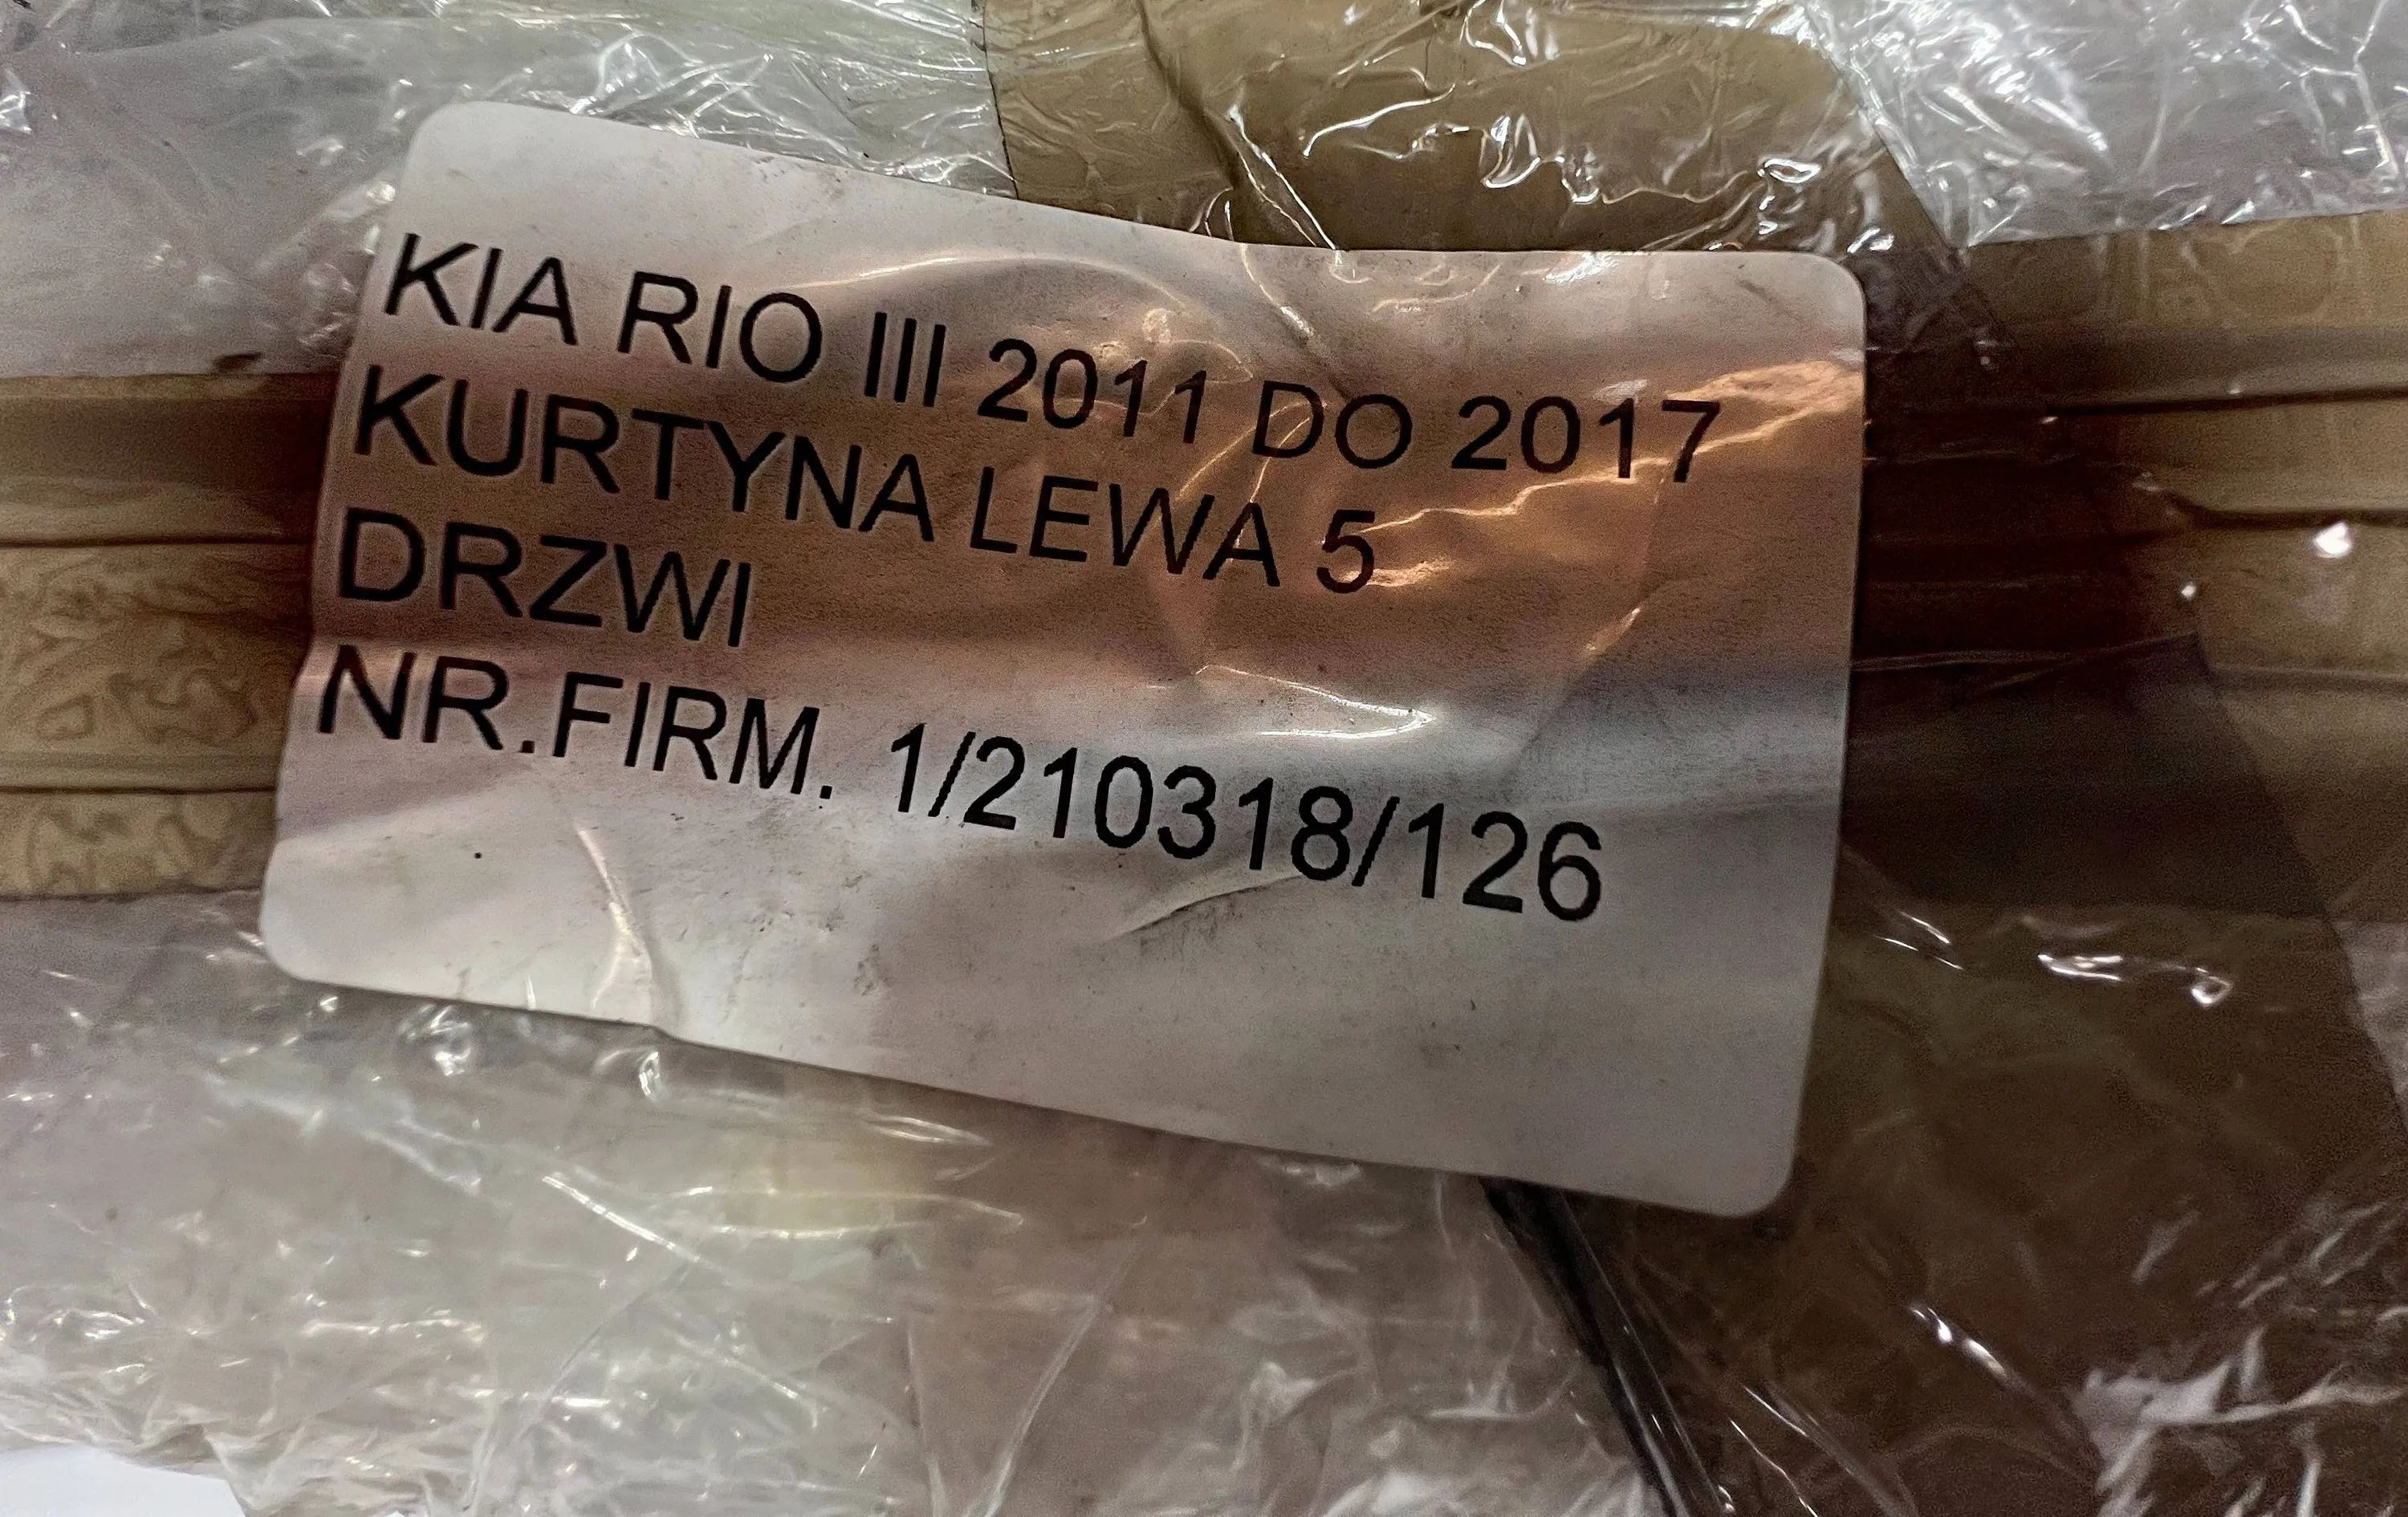 KIA RIO III 2011 DO 2017
KURTYNA LEWA 5
DRZWI
NR.FIRM. 1/210318/126